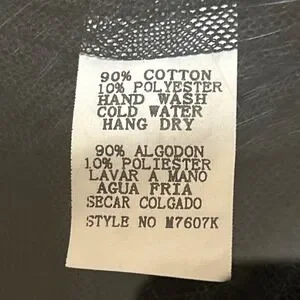 90% COTTON
10% POLYESTER
HAND WASH
COLD WATER
HANG DRY
90% ALGODON
10% POLIESTER
LAVAR A MANO
AGUA FRIA
SECAR COLGADO
STYLE NO M7607K